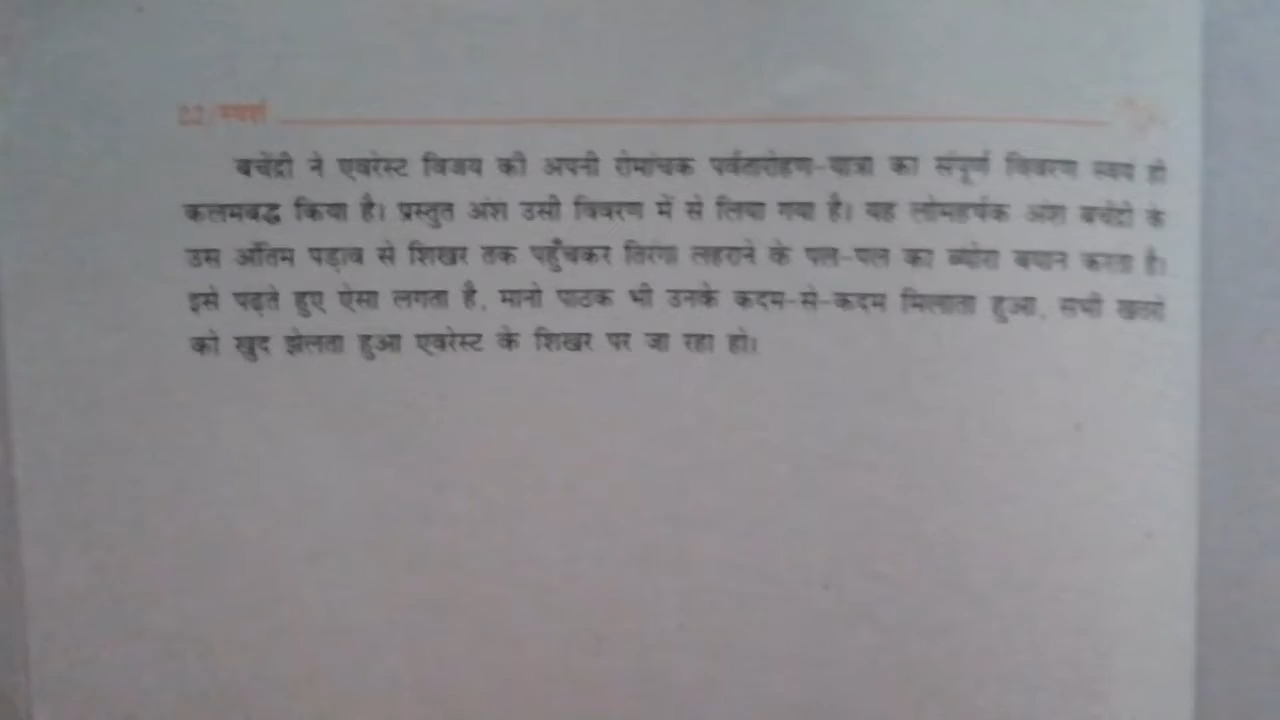 22/स्पर्श
बचेंद्री ने एवरेस्ट विजय की अपनी रोमांचक पर्वतारोहण-यात्रा का संपूर्ण विवरण स्वयं ही
कलमबद्ध किया है। प्रस्तुत अंश उसी विवरण में से लिया गया है। यह लोमहर्षक अंश बचेंद्री के
उस अंतिम पड़ाव से शिखर तक पहुँचकर तिरंगा लहराने के पल-पल का ब्योरा बयान करता है।
इसे पढ़ते हुए ऐसा लगता है, मानो पाठक भी उनके कदम-से-कदम मिलाता हुआ, सभी खतरों
को खुद झेलता हुआ एवरेस्ट के शिखर पर जा रहा हो।